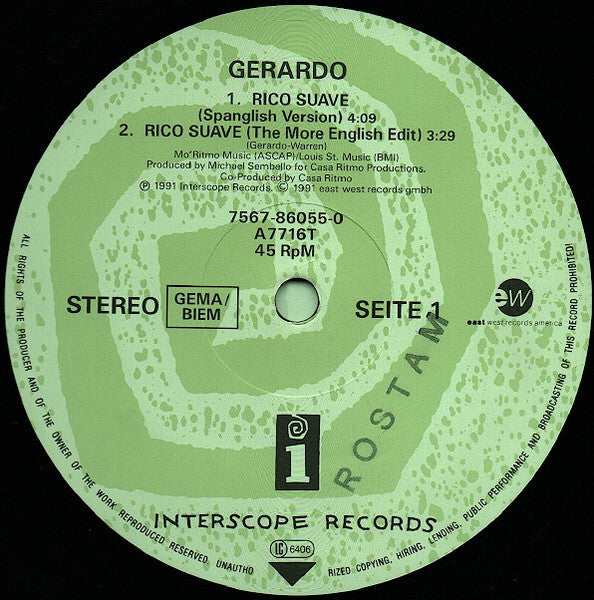 GERARDO
1. RICO SUAVE
(Spanglish Version) 4:09
2. RICO SUAVE (The More English Edit) 3:29
(Gerardo-Warren)
Mo'Ritmo Music (ASCAP)/Louis St. Music (BMI)
Produced by Michael Sembello for Casa Ritmo Productions.
Co-Produced by Casa Ritmo
℗ 1991 Interscope Records. © 1991 east west records gmbh
7567-86055-0
A7716T
45 RpM
STEREO
GEMA/
BIEM
SEITE 1
ew
east west records america
ROSTAM
i
INTERSCOPE RECORDS
LC 6406
ALL RIGHTS OF THE PRODUCER AND OF THE OWNER OF THE WORK REPRODUCED RESERVED. UNAUTHO
RIZED COPYING, HIRING, LENDING, PUBLIC PERFORMANCE AND BROADCASTING OF THIS RECORD PROHIBITED!